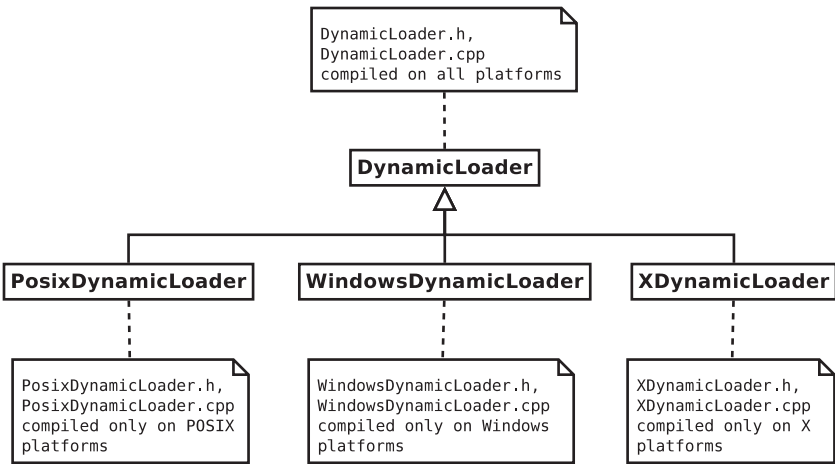 DynamicLoader.h,
DynamicLoader.cpp
compiled on all platforms
DynamicLoader
PosixDynamicLoader
WindowsDynamicLoader
XDynamicLoader
PosixDynamicLoader.h,
PosixDynamicLoader.cpp
compiled only on POSIX
platforms
WindowsDynamicLoader.h,
WindowsDynamicLoader.cpp
compiled only on Windows
platforms
XDynamicLoader.h,
XDynamicLoader.cpp
compiled only on X
platforms